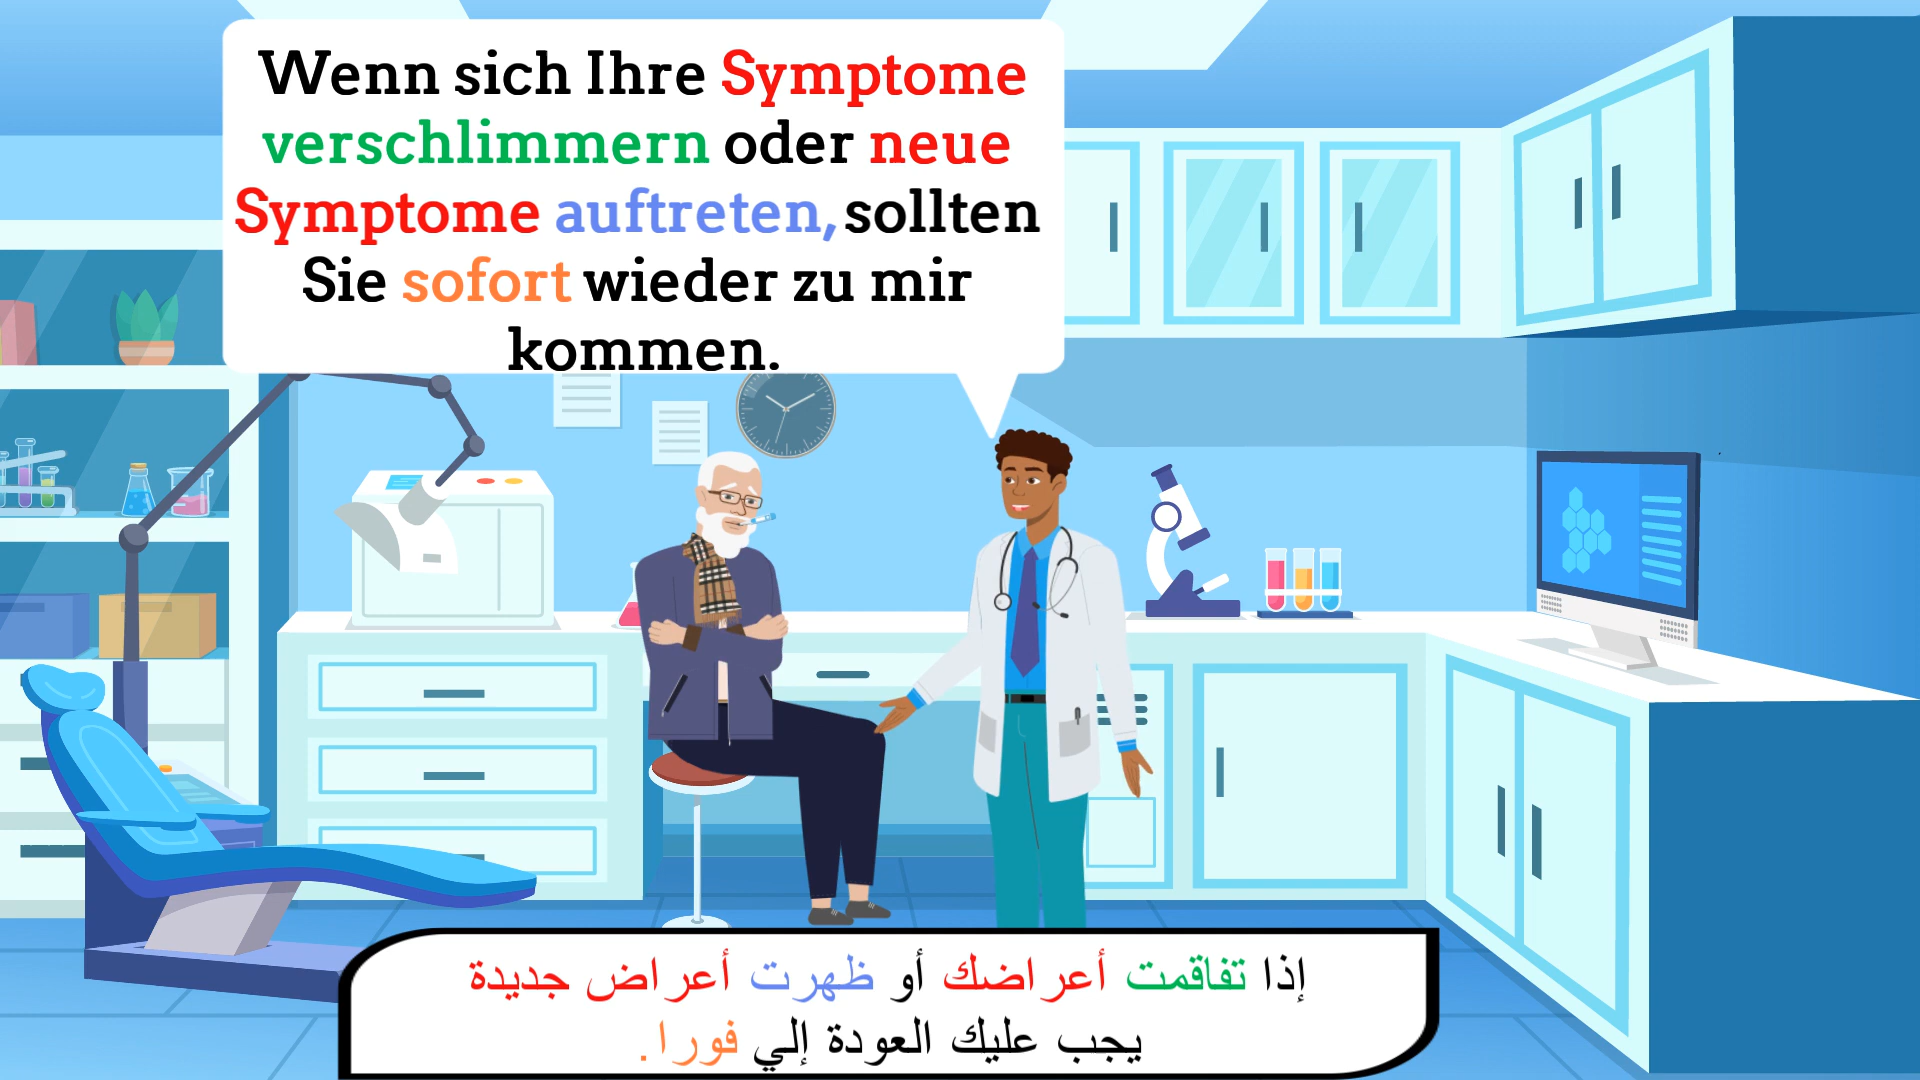 Wenn sich Ihre Symptome
verschlimmern oder neue
Symptome auftreten, sollten
Sie sofort wieder zu mir
kommen.
إذا تفاقمت أعراضك أو ظهرت أعراض جديدة
يجب عليك العودة إلي فورا.